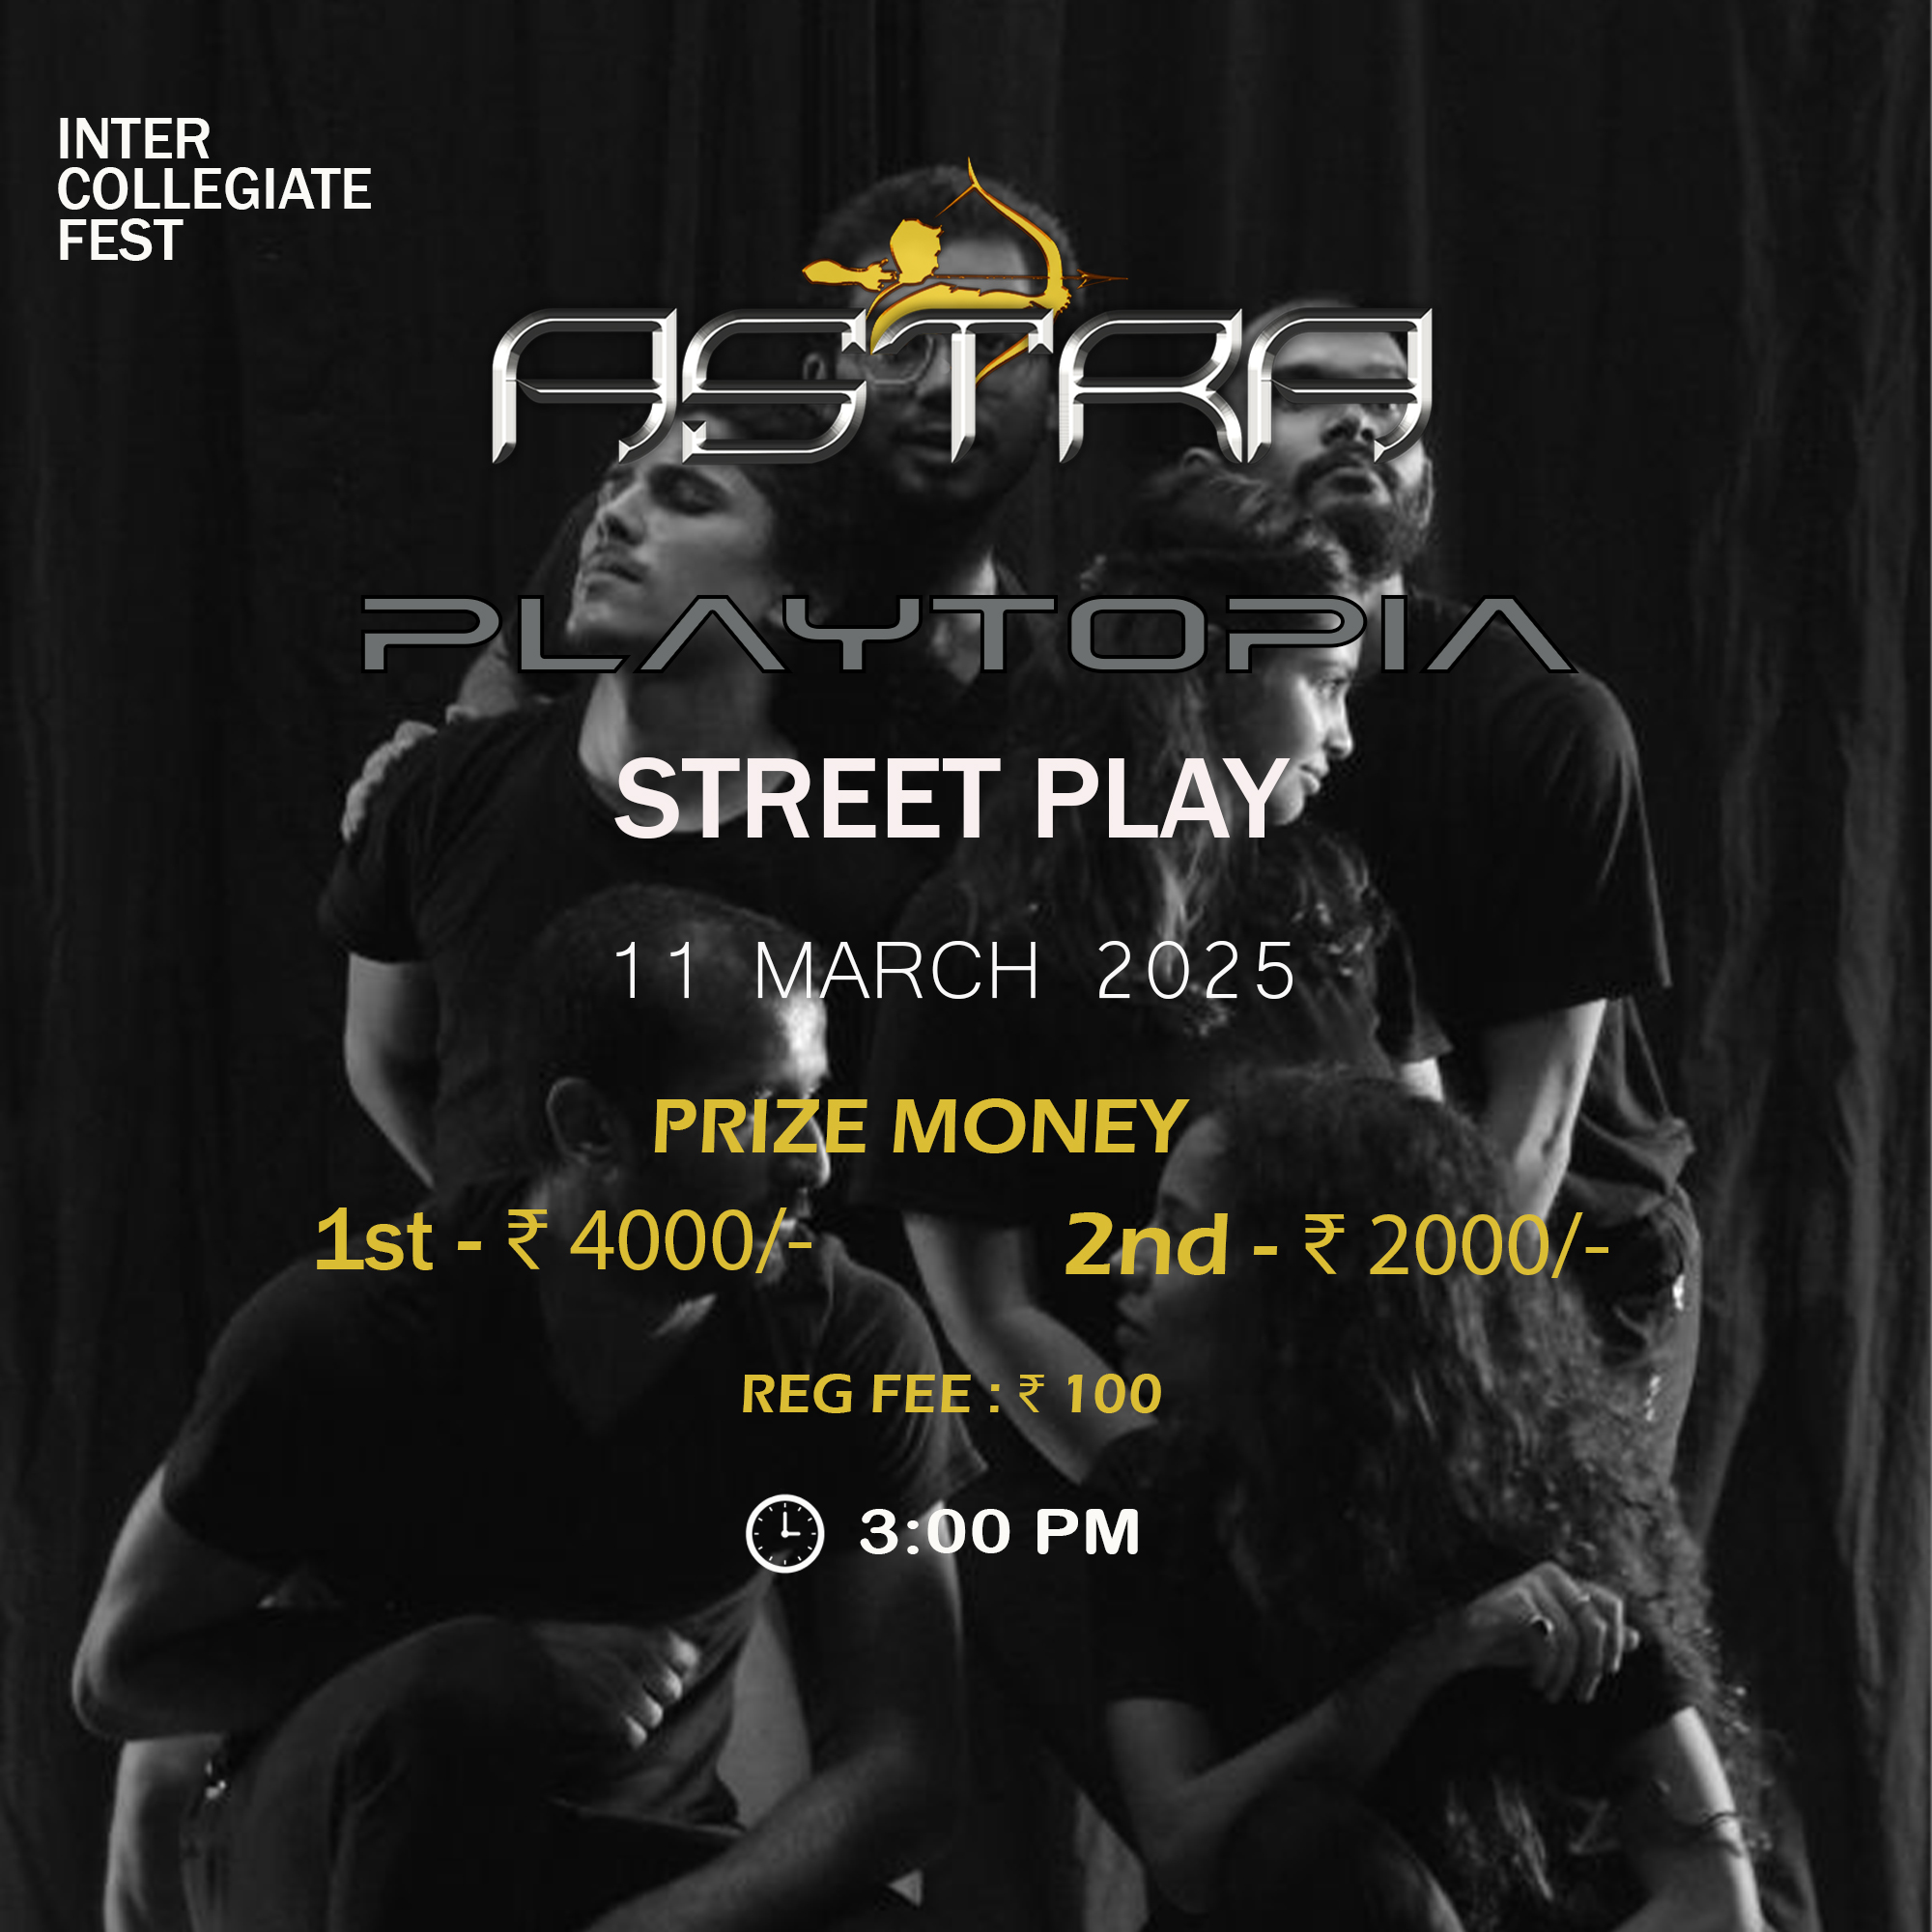 INTER
COLLEGIATE
FEST
ASTRA
PLAYTOPIA
STREET PLAY
11 MARCH 2025
PRIZE MONEY
1st - ₹ 4000/-
2nd - ₹ 2000/-
REG FEE : ₹ 100
3:00 PM